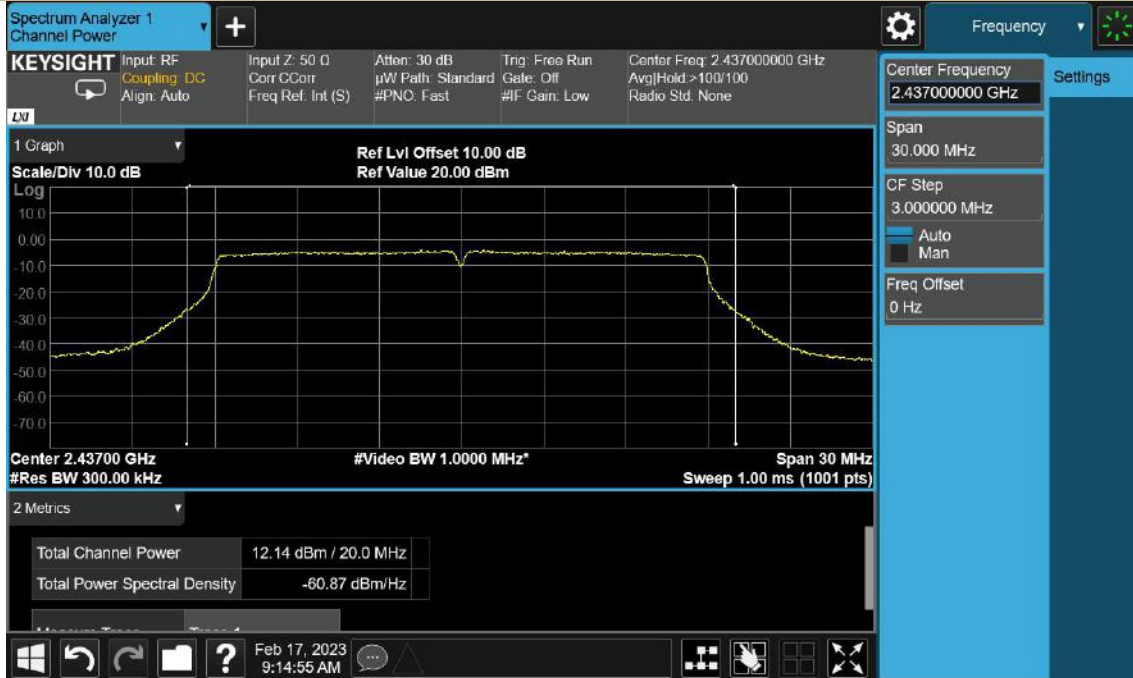 Spectrum Analyzer 1
Channel Power
+
Frequency
KEYSIGHT
Input: RF
Coupling: DC
Align: Auto
Input Z: 50 Ω
Corr CCorr
Freq Ref: Int (S)
Atten: 30 dB
µW Path: Standard
#PNO: Fast
Trig: Free Run
Gate: Off
#IF Gain: Low
Center Freq: 2.437000000 GHz
Avg|Hold:>100/100
Radio Std: None
LXI
Center Frequency
2.437000000 GHz
Settings
Span
30.000 MHz
CF Step
3.000000 MHz
Auto
Man
Freq Offset
0 Hz
1 Graph
Scale/Div 10.0 dB
Ref Lvl Offset 10.00 dB
Ref Value 20.00 dBm
Log
10.0
0.00
-10.0
-20.0
-30.0
-40.0
-50.0
-60.0
-70.0
Center 2.43700 GHz
#Video BW 1.0000 MHz*
Span 30 MHz
#Res BW 300.00 kHz
Sweep 1.00 ms (1001 pts)
2 Metrics
Total Channel Power 12.14 dBm / 20.0 MHz
Total Power Spectral Density -60.87 dBm/Hz
?
Feb 17, 2023
9:14:55 AM